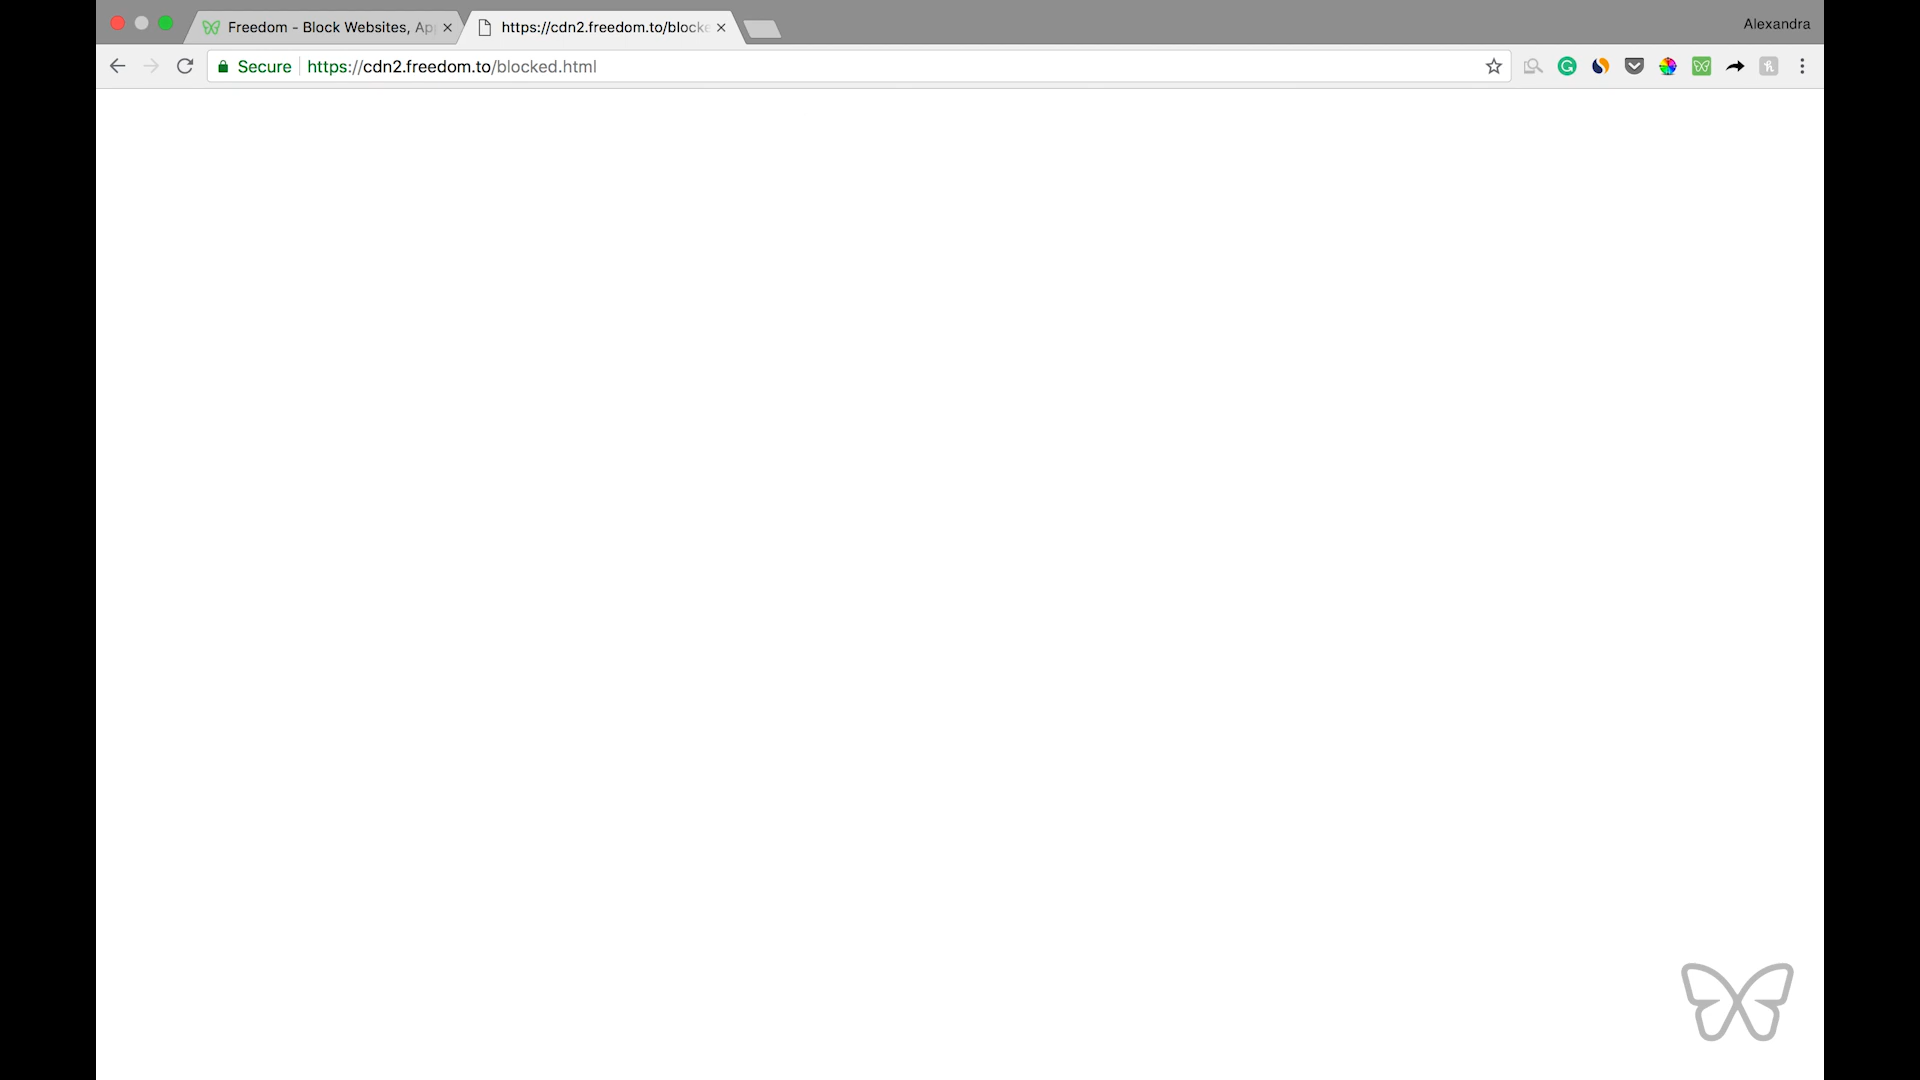 Freedom - Block Websites, Ap
https://cdn2.freedom.to/block
Alexandra
Secure https://cdn2.freedom.to/blocked.html